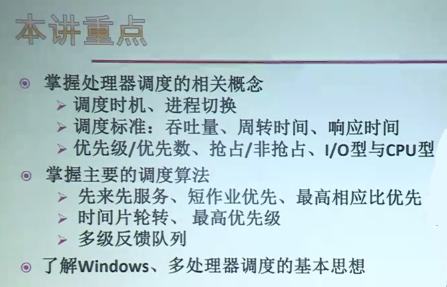 本讲重点
掌握处理器调度的相关概念
调度时机、进程切换
调度标准：吞吐量、周转时间、响应时间
优先级/优先数、抢占/非抢占、I/O型与CPU型
掌握主要的调度算法
先来先服务、短作业优先、最高相应比优先
时间片轮转、最高优先级
多级反馈队列
了解Windows、多处理器调度的基本思想